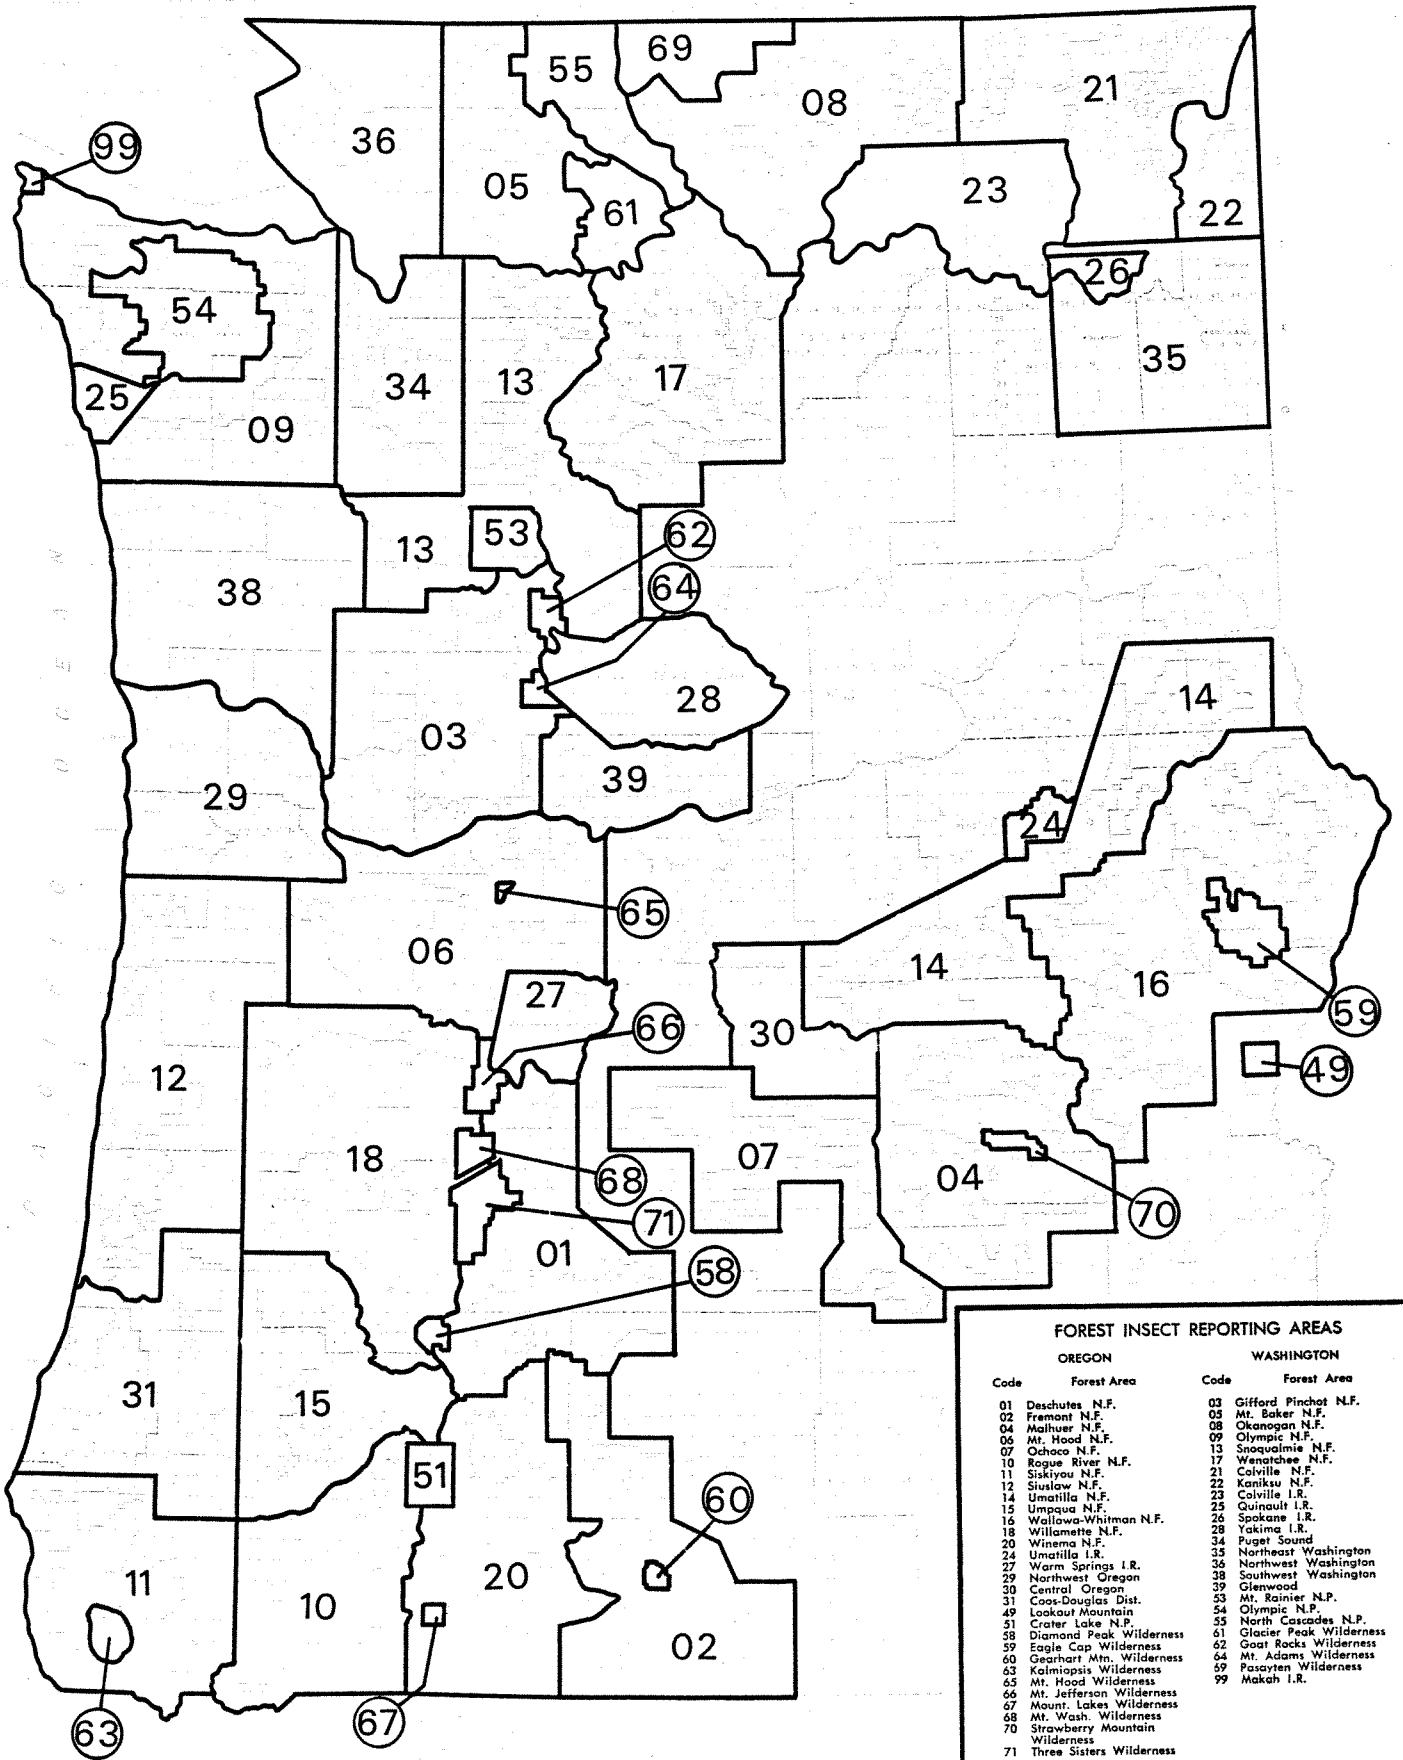 55
69
21
08
36
99
05
23
61
22
26
54
35
34
13
17
25
09
53
62
13
64
38
28
14
03
39
29
24
65
06
14
27
16
66
59
30
49
12
18
07
68
04
70
71
01
58
31
15
51
60
11
20
10
02
63
67
OCEAN
FOREST INSECT REPORTING AREAS
OREGON
Code Forest Area
01 Deschutes N.F.
02 Fremont N.F.
04 Malhuer N.F.
06 Mt. Hood N.F.
07 Ochoco N.F.
10 Rogue River N.F.
11 Siskiyou N.F.
12 Siuslaw N.F.
14 Umatilla N.F.
15 Umpqua N.F.
16 Wallowa-Whitman N.F.
18 Willamette N.F.
20 Winema N.F.
24 Umatilla I.R.
27 Warm Springs I.R.
29 Northwest Oregon
30 Central Oregon
31 Coos-Douglas Dist.
49 Lookout Mountain
51 Crater Lake N.P.
58 Diamond Peak Wilderness
59 Eagle Cap Wilderness
60 Gearhart Mtn. Wilderness
63 Kalmiopsis Wilderness
65 Mt. Hood Wilderness
66 Mt. Jefferson Wilderness
67 Mount. Lakes Wilderness
68 Mt. Wash. Wilderness
70 Strawberry Mountain
Wilderness
71 Three Sisters Wilderness
WASHINGTON
Code Forest Area
03 Gifford Pinchot N.F.
05 Mt. Baker N.F.
08 Okanogan N.F.
09 Olympic N.F.
13 Snoqualmie N.F.
17 Wenatchee N.F.
21 Colville N.F.
22 Kaniksu N.F.
23 Colville I.R.
25 Quinault I.R.
26 Spokane I.R.
28 Yakima I.R.
34 Puget Sound
35 Northeast Washington
36 Northwest Washington
38 Southwest Washington
39 Glenwood
53 Mt. Rainier N.P.
54 Olympic N.P.
55 North Cascades N.P.
61 Glacier Peak Wilderness
62 Goat Rocks Wilderness
64 Mt. Adams Wilderness
69 Pasayten Wilderness
99 Makah I.R.